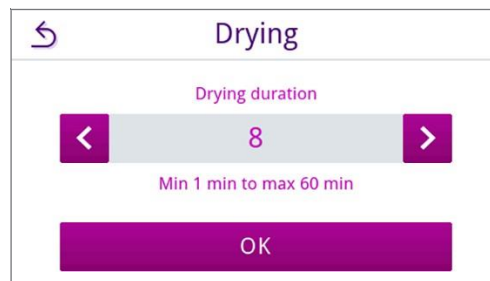 Drying
Drying duration
8
Min 1 min to max 60 min
OK